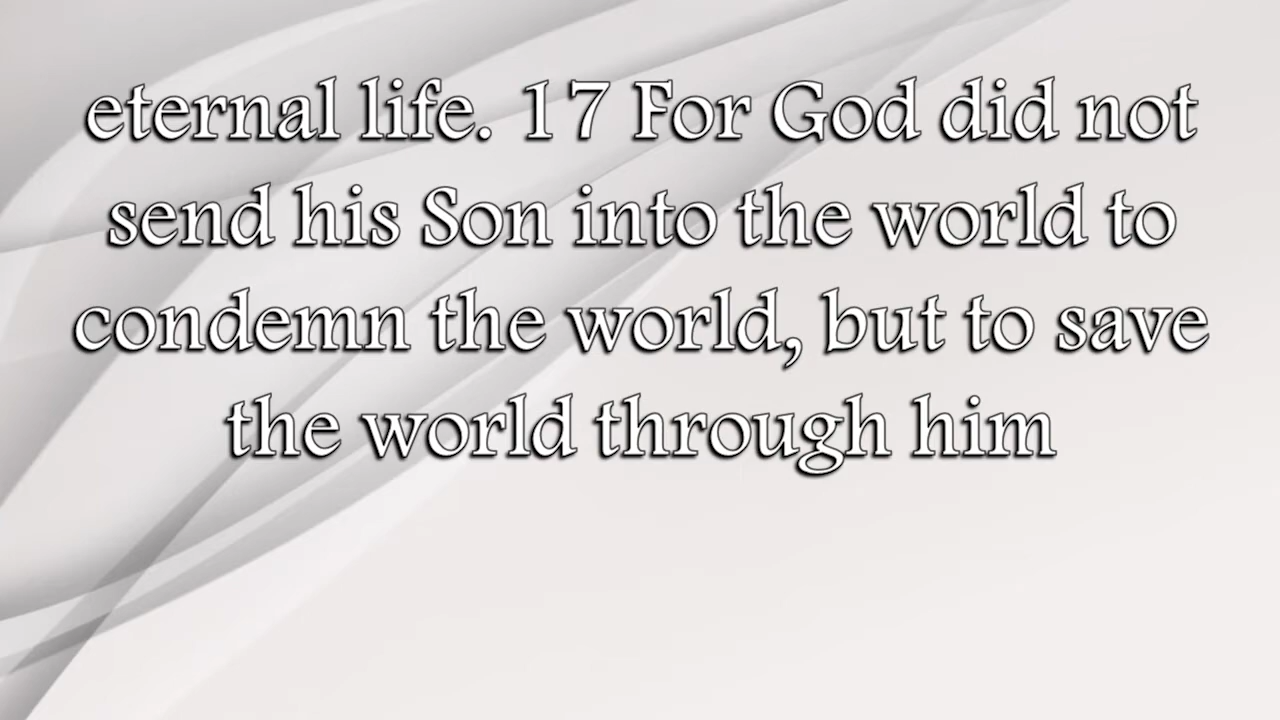 eternal life. 17 For God did not
send his Son into the world to
condemn the world, but to save
the world through him